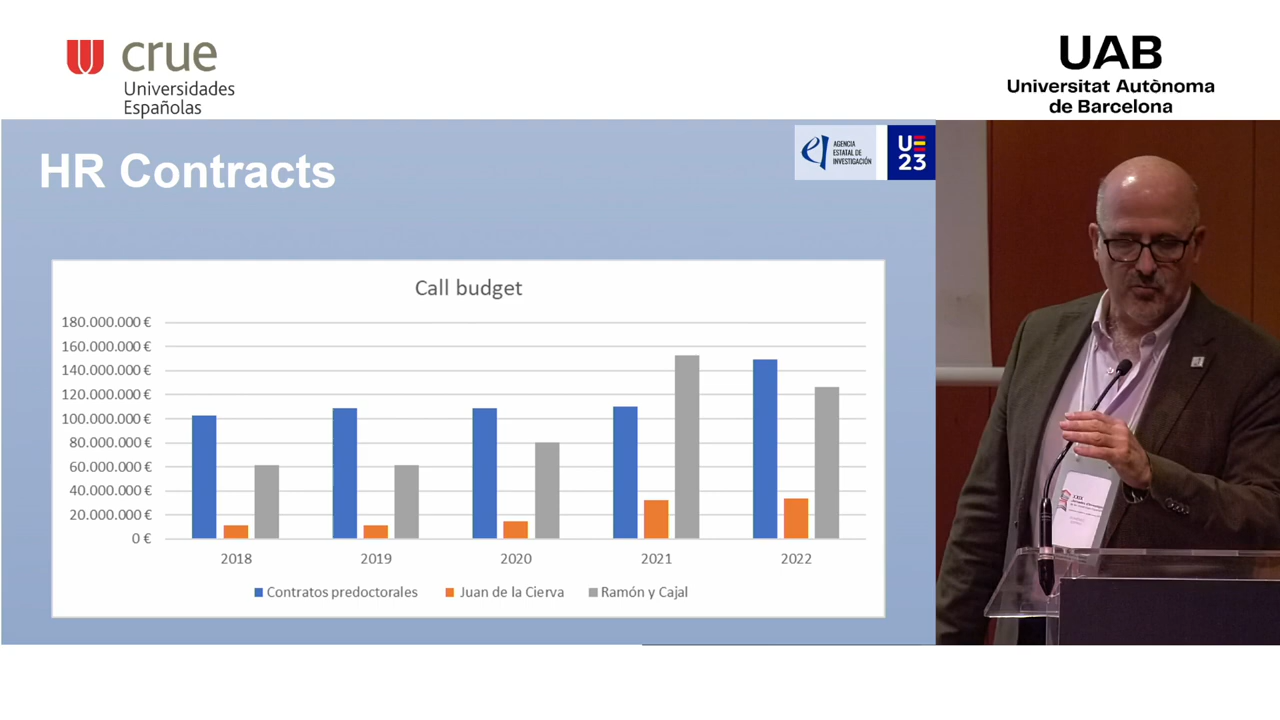 crue
Universidades
Españolas
UAB
Universitat Autònoma
de Barcelona
HR Contracts
AGENCIA
ESTATAL DE
INVESTIGACIÓN
UE
23
Call budget
180.000.000 €
160.000.000 €
140.000.000 €
120.000.000 €
100.000.000 €
80.000.000 €
60.000.000 €
40.000.000 €
20.000.000 €
0 €
2018 2019 2020 2021 2022
Contratos predoctorales Juan de la Cierva Ramón y Cajal
XXIX